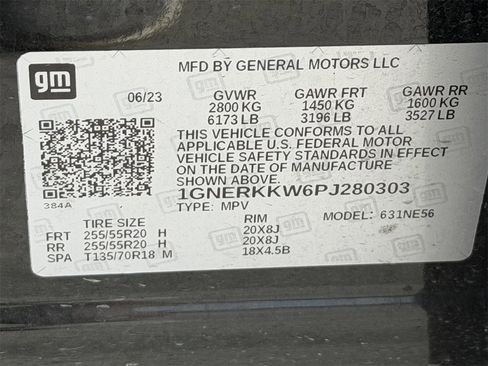 gm
MFD BY GENERAL MOTORS LLC
06/23 GVWR GAWR FRT GAWR RR
2800 KG 1450 KG 1600 KG
6173 LB 3196 LB 3527 LB
THIS VEHICLE CONFORMS TO ALL
APPLICABLE U.S. FEDERAL MOTOR
VEHICLE SAFETY STANDARDS IN EFFECT
ON THE DATE OF MANUFACTURE
SHOWN ABOVE.
1GNERKKW6PJ280303
384A TYPE: MPV MODEL: 631NE56
TIRE SIZE RIM
FRT 255/55R20 H 20X8J
RR 255/55R20 H 20X8J
SPA T135/70R18 M 18X4.5B